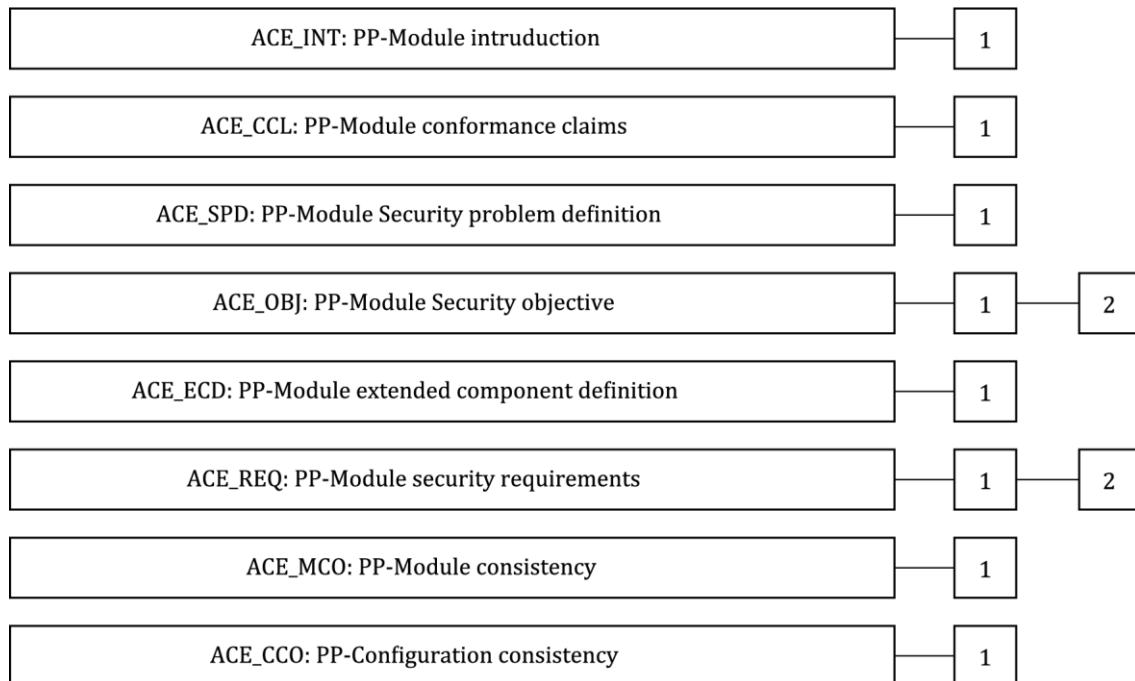 ACE_INT: PP-Module intruduction 1
ACE_CCL: PP-Module conformance claims 1
ACE_SPD: PP-Module Security problem definition 1
ACE_OBJ: PP-Module Security objective 1 2
ACE_ECD: PP-Module extended component definition 1
ACE_REQ: PP-Module security requirements 1 2
ACE_MCO: PP-Module consistency 1
ACE_CCO: PP-Configuration consistency 1